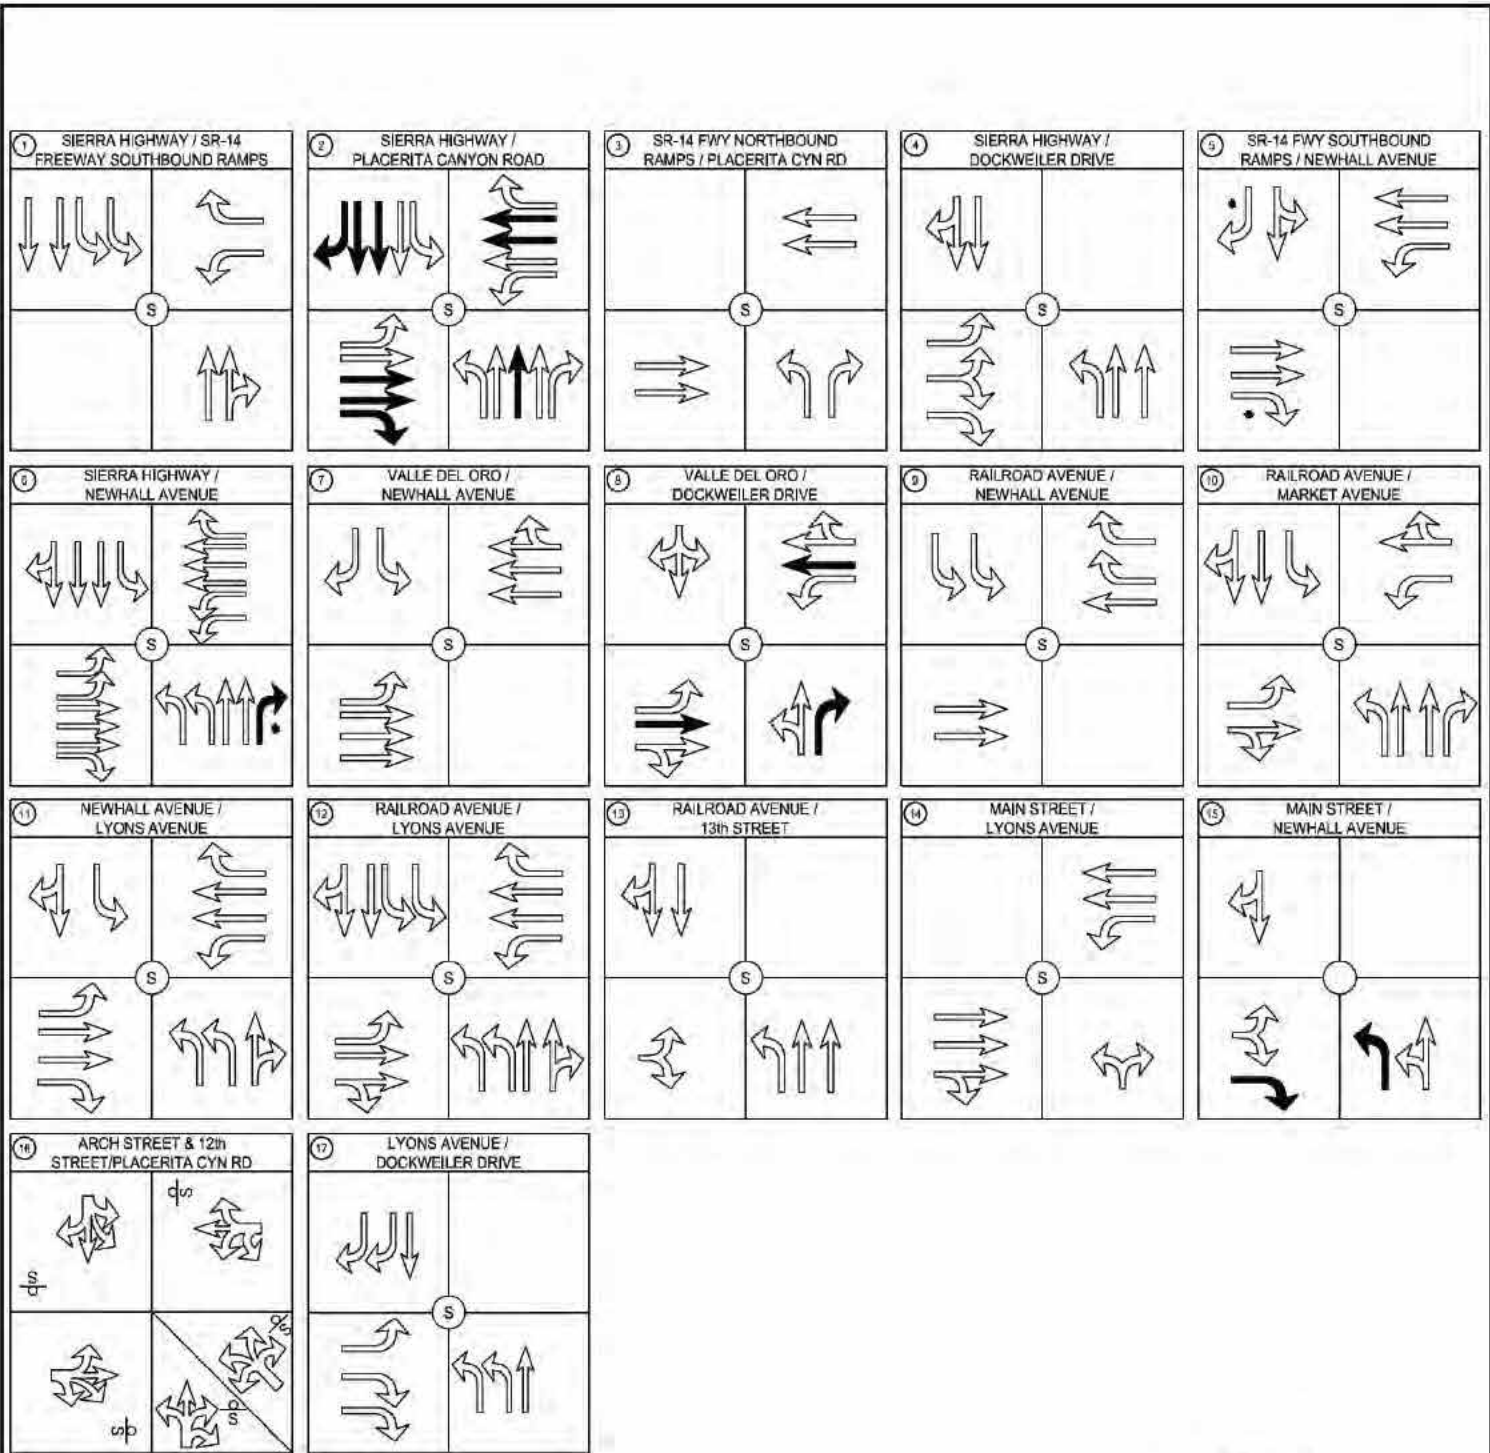 1 SIERRA HIGHWAY / SR-14
FREEWAY SOUTHBOUND RAMPS
S
2 SIERRA HIGHWAY /
PLACERITA CANYON ROAD
S
3 SR-14 FWY NORTHBOUND
RAMPS / PLACERITA CYN RD
S
4 SIERRA HIGHWAY /
DOCKWEILER DRIVE
S
5 SR-14 FWY SOUTHBOUND
RAMPS / NEWHALL AVENUE
S
6 SIERRA HIGHWAY /
NEWHALL AVENUE
S
7 VALLE DEL ORO /
NEWHALL AVENUE
S
8 VALLE DEL ORO /
DOCKWEILER DRIVE
S
9 RAILROAD AVENUE /
NEWHALL AVENUE
S
10 RAILROAD AVENUE /
MARKET AVENUE
S
11 NEWHALL AVENUE /
LYONS AVENUE
S
12 RAILROAD AVENUE /
LYONS AVENUE
S
13 RAILROAD AVENUE /
13th STREET
S
14 MAIN STREET /
LYONS AVENUE
S
15 MAIN STREET /
NEWHALL AVENUE
16 ARCH STREET & 12th
STREET/PLACERITA CYN RD
S
S
S
S
S
17 LYONS AVENUE /
DOCKWEILER DRIVE
S